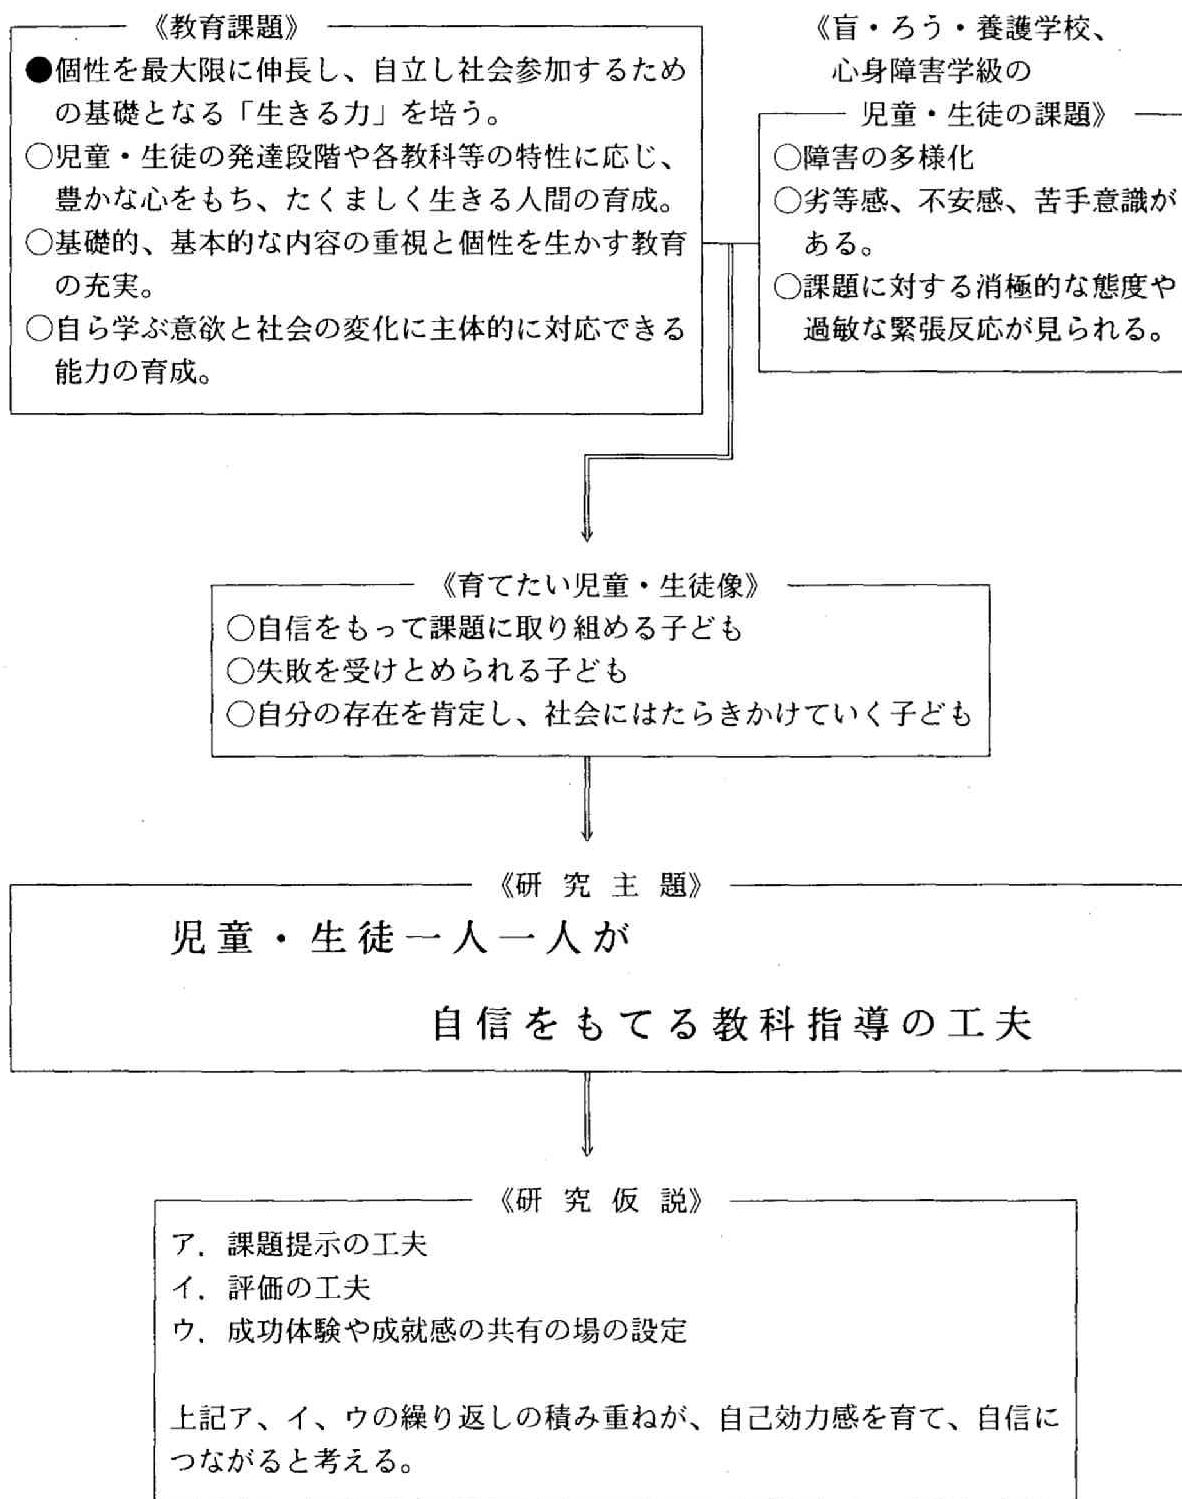 《教育課題》
●個性を最大限に伸長し、自立し社会参加するため
の基礎となる「生きる力」を培う。
○児童・生徒の発達段階や各教科等の特性に応じ、
豊かな心をもち、たくましく生きる人間の育成。
○基礎的、基本的な内容の重視と個性を生かす教育
の充実。
○自ら学ぶ意欲と社会の変化に主体的に対応できる
能力の育成。
《盲・ろう・養護学校、
心身障害学級の
児童・生徒の課題》
○障害の多様化
○劣等感、不安感、苦手意識が
ある。
○課題に対する消極的な態度や
過敏な緊張反応が見られる。
《育てたい児童・生徒像》
○自信をもって課題に取り組める子ども
○失敗を受けとめられる子ども
○自分の存在を肯定し、社会にはたらきかけていく子ども
《研究主題》
児童・生徒一人一人が
自信をもてる教科指導の工夫
《研究仮説》
ア．課題提示の工夫
イ．評価の工夫
ウ．成功体験や成就感の共有の場の設定
上記ア、イ、ウの繰り返しの積み重ねが、自己効力感を育て、自信に
つながると考える。